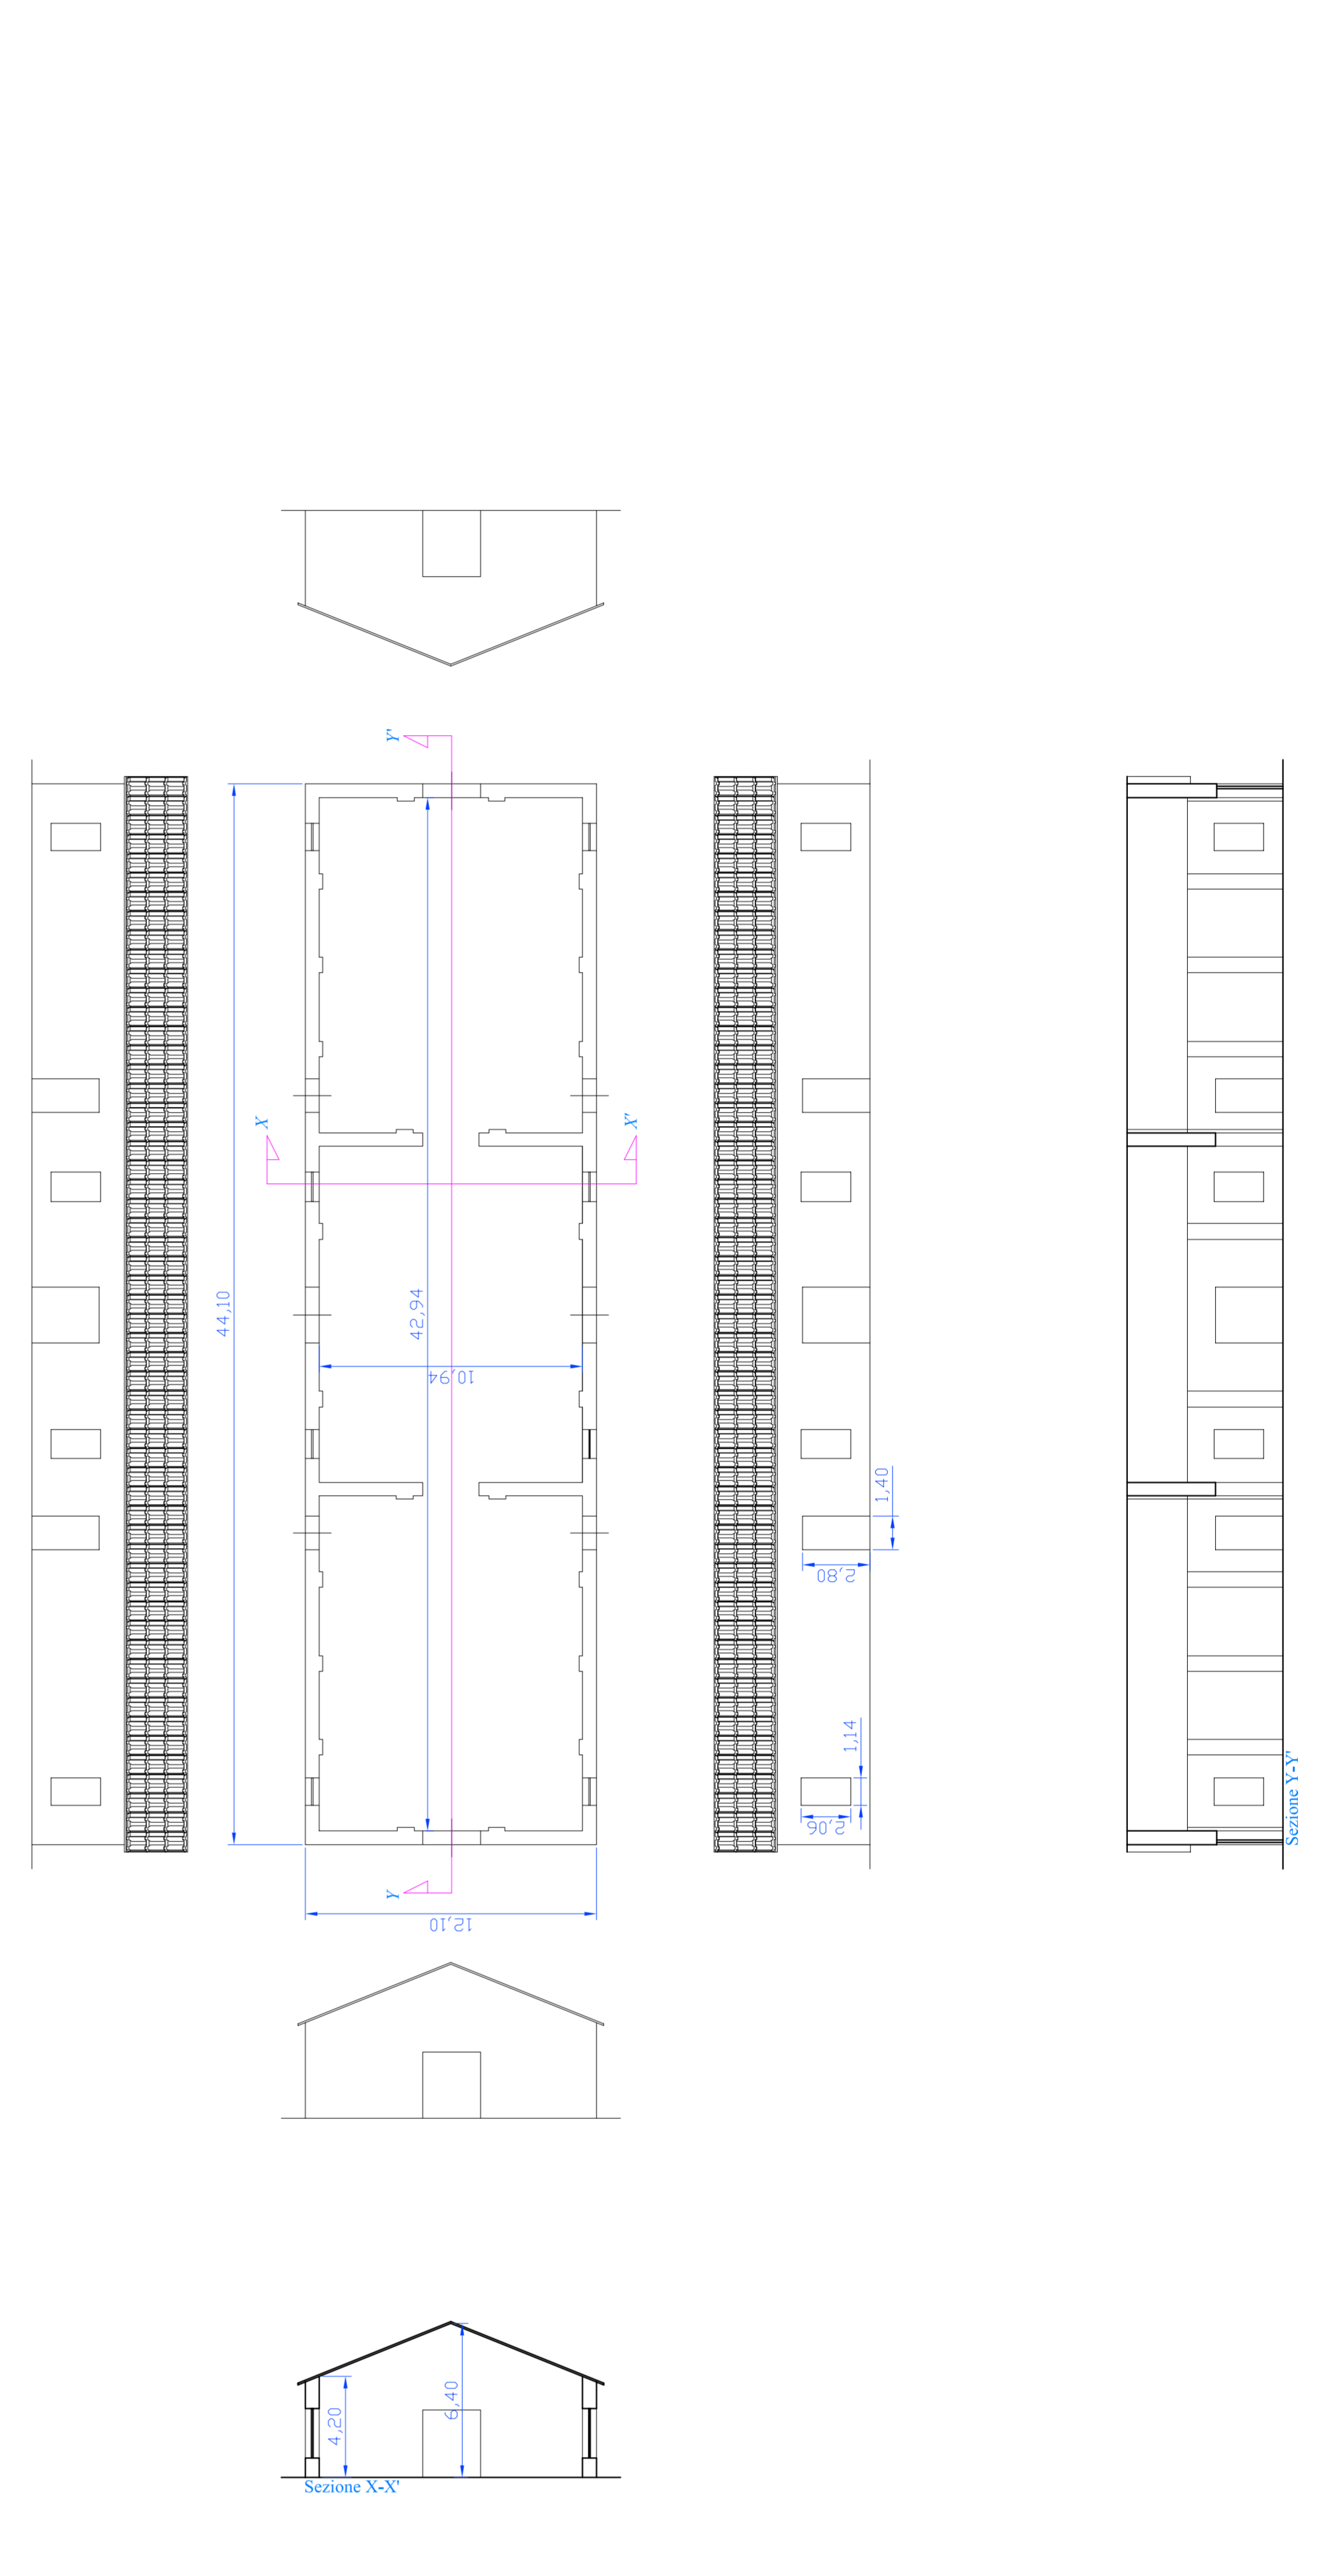 Y'
X
X'
44,10
42,94
10,94
1,40
2,80
1,14
2,06
Sezione Y-Y'
Y
12,10
4,20
6,40
Sezione X-X'